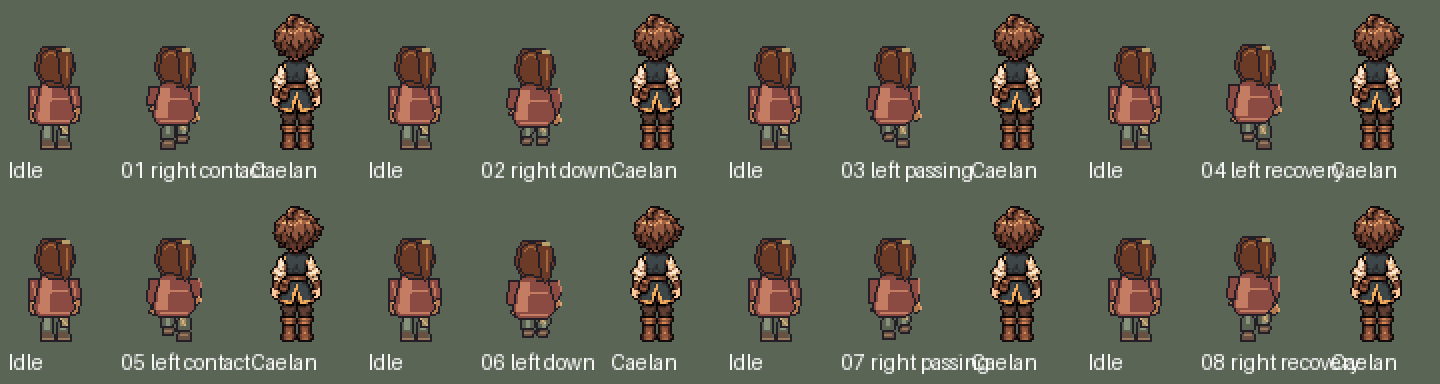 Idle 01 right contact Caelan Idle 02 right down Caelan Idle 03 left passing Caelan Idle 04 left recovery Caelan
Idle 05 left contact Caelan Idle 06 left down Caelan Idle 07 right passing Caelan Idle 08 right recovery Caelan